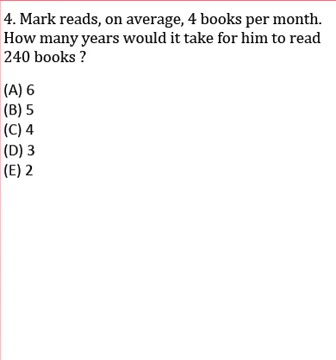 4. Mark reads, on average, 4 books per month.
How many years would it take for him to read
240 books ?
(A) 6
(B) 5
(C) 4
(D) 3
(E) 2